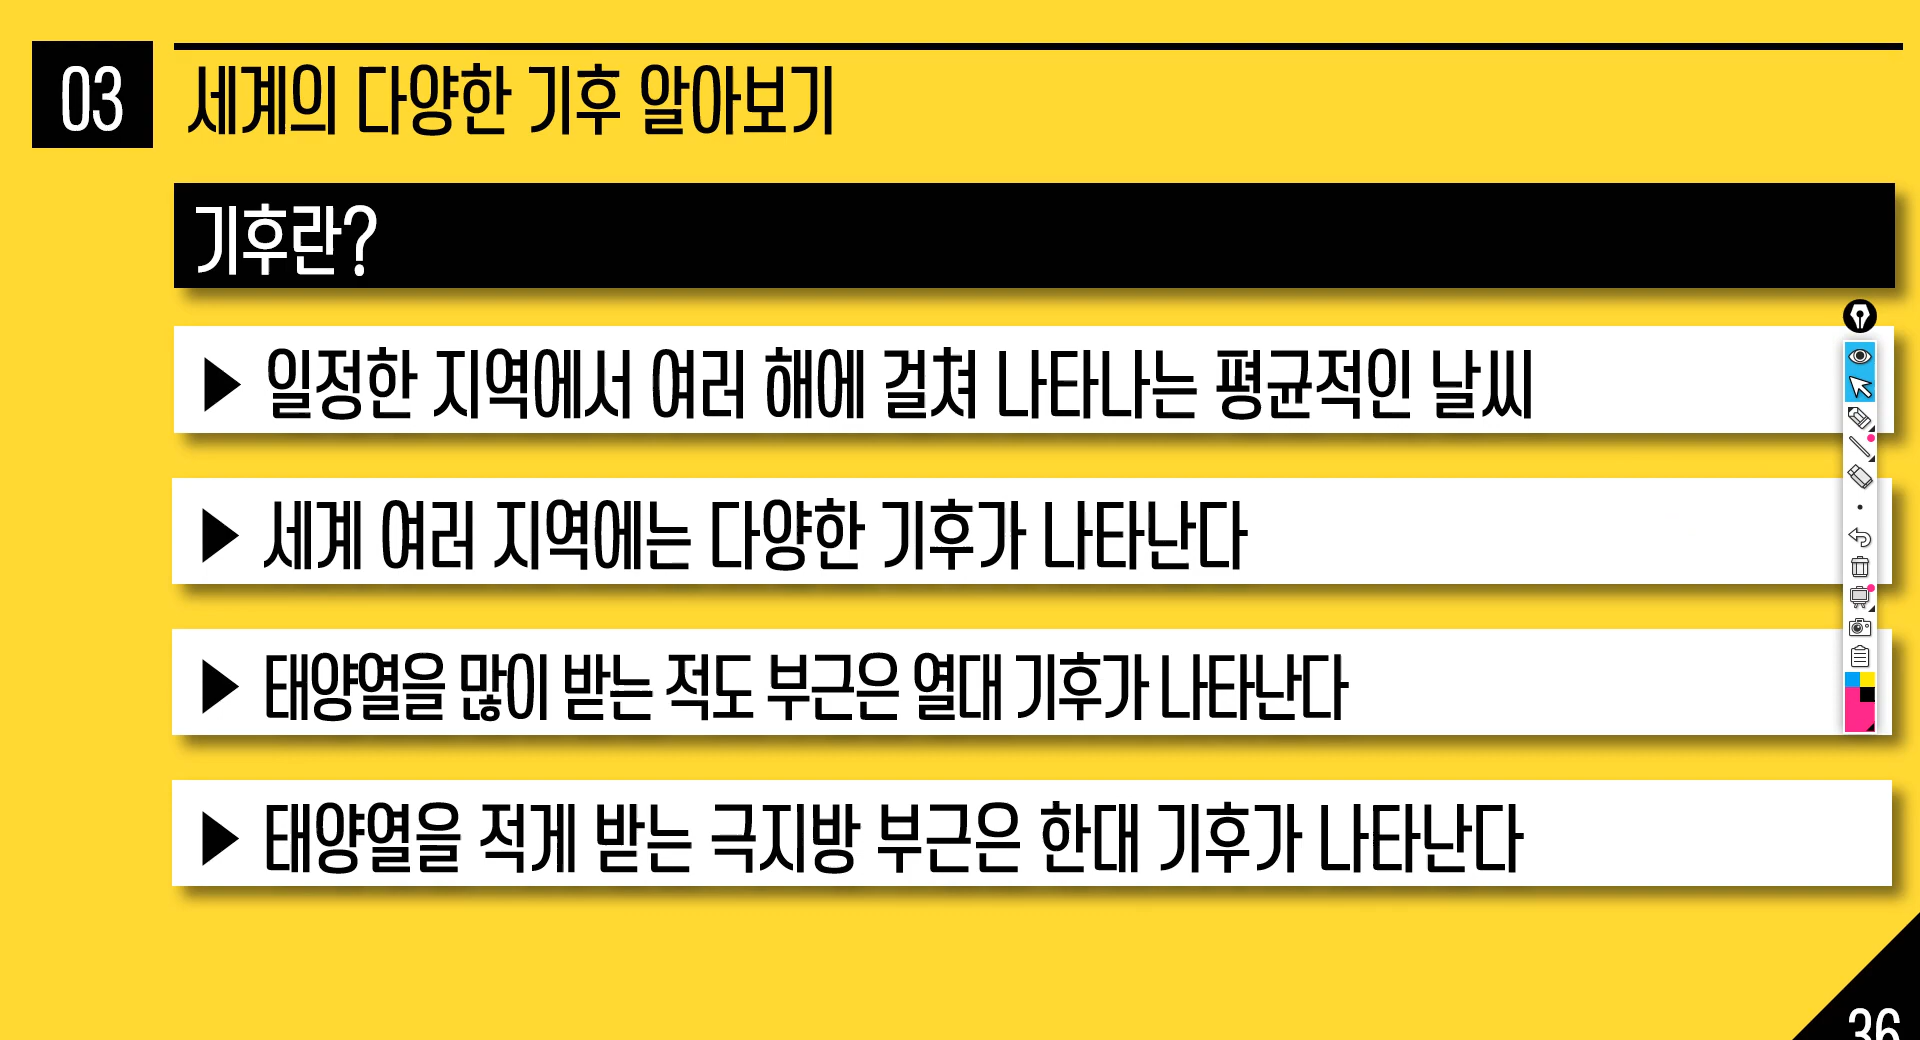 03
세계의 다양한 기후 알아보기
기후란?
▶ 일정한 지역에서 여러 해에 걸쳐 나타나는 평균적인 날씨
▶ 세계 여러 지역에는 다양한 기후가 나타난다
▶ 태양열을 많이 받는 적도 부근은 열대 기후가 나타난다
▶ 태양열을 적게 받는 극지방 부근은 한대 기후가 나타난다
36